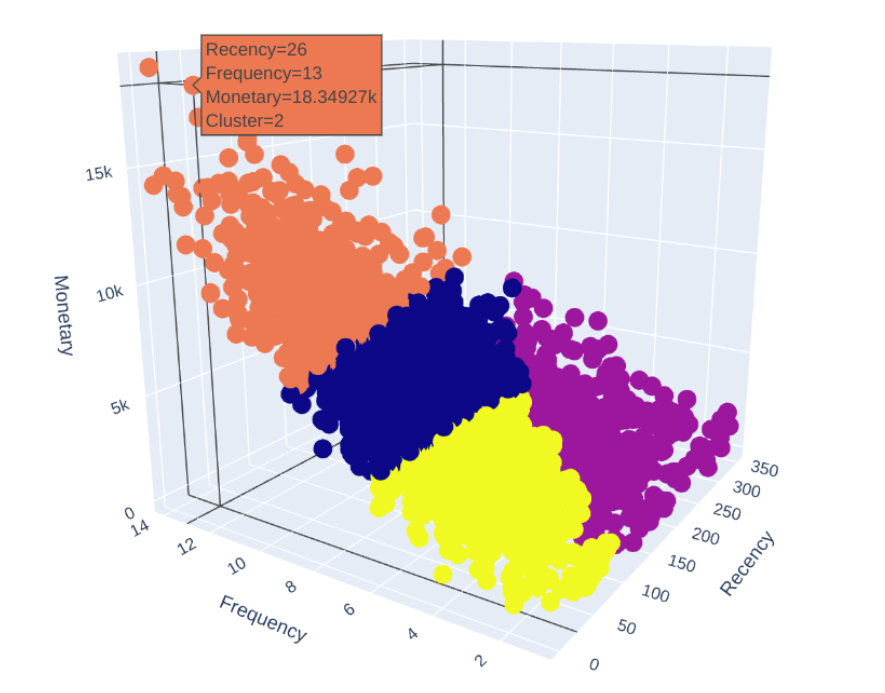 Recency=26
Frequency=13
Monetary=18.34927k
Cluster=2
15k
10k
5k
0
Monetary
14
12
10
8
6
4
2
Frequency
350
300
250
200
150
100
50
0
Recency